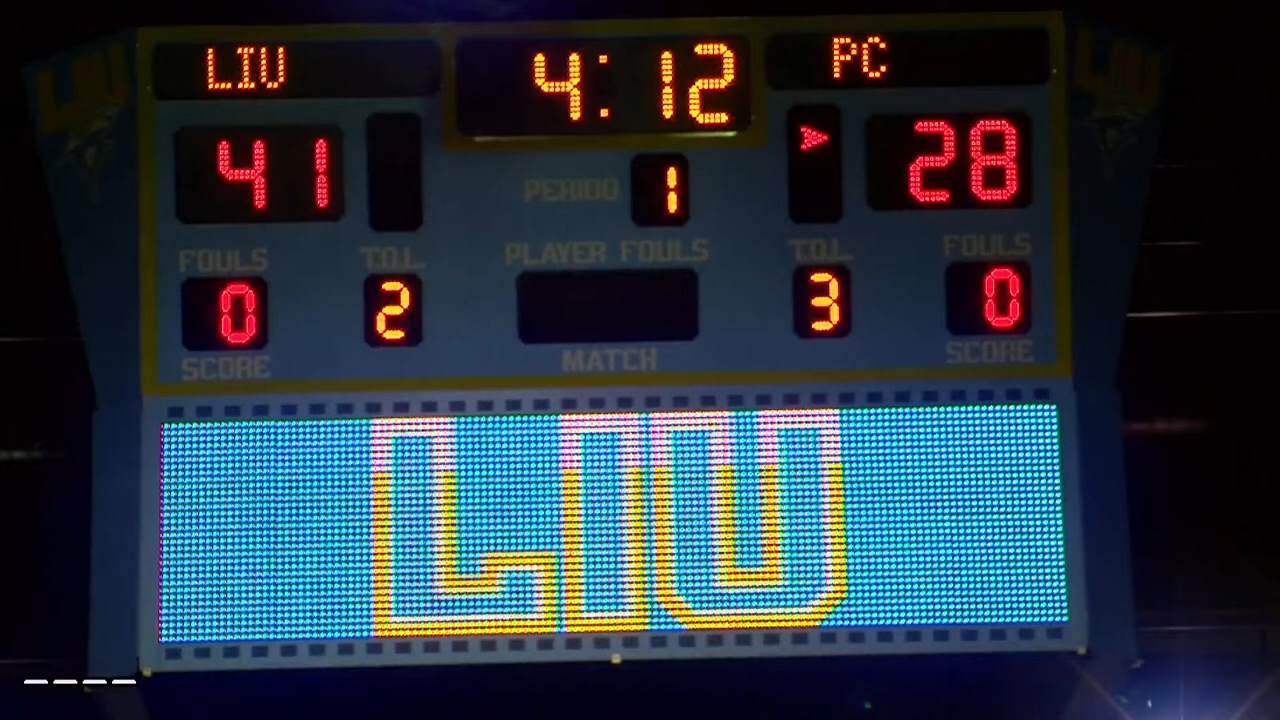 LIU 4:12 PC
41 28
PERIOD 1
FOULS T.O.L. PLAYER FOULS T.O.L. FOULS
0 2 3 0
SCORE MATCH SCORE
LIU